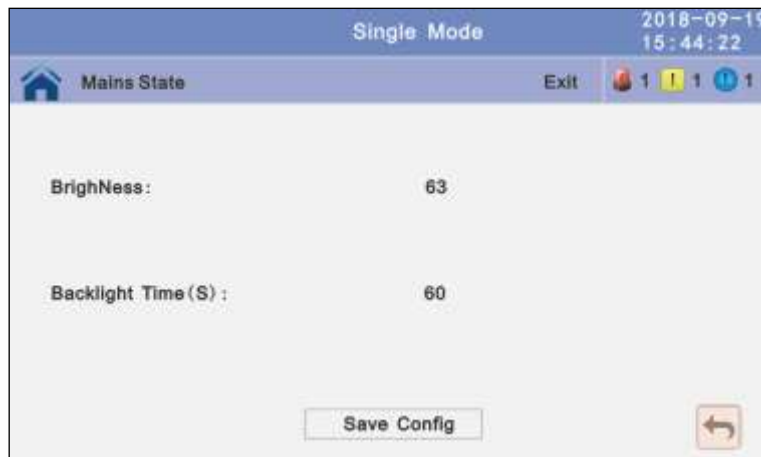 Single Mode
2018-09-19
15:44:22
Mains State Exit 1 ! 1 ! 1
BrighNess: 63
Backlight Time(S): 60
Save Config